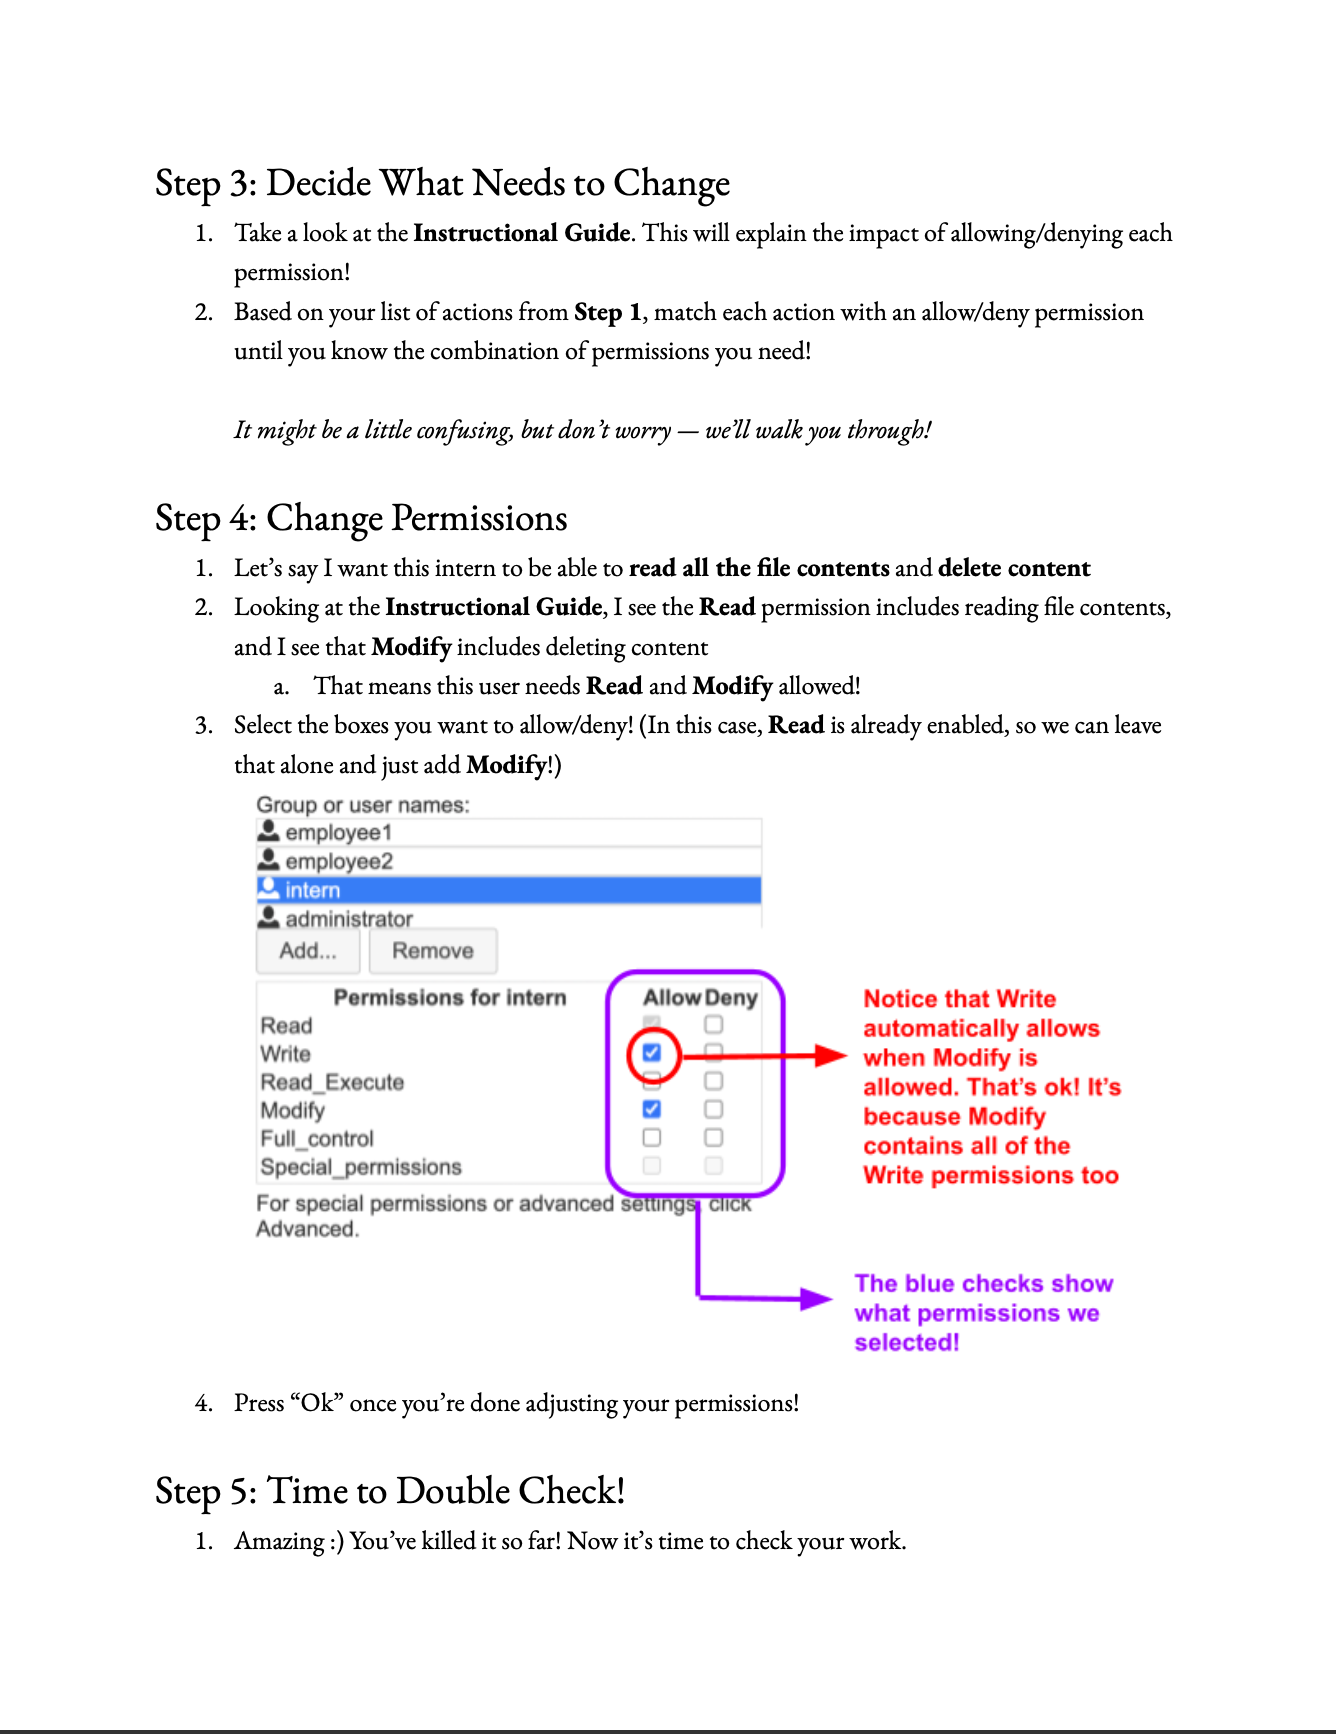 Step 3: Decide What Needs to Change
1. Take a look at the Instructional Guide. This will explain the impact of allowing/denying each
permission!
2. Based on your list of actions from Step 1, match each action with an allow/deny permission
until you know the combination of permissions you need!
It might be a little confusing, but don't worry — we'll walk you through!
Step 4: Change Permissions
1. Let's say I want this intern to be able to read all the file contents and delete content
2. Looking at the Instructional Guide, I see the Read permission includes reading file contents,
and I see that Modify includes deleting content
a. That means this user needs Read and Modify allowed!
3. Select the boxes you want to allow/deny! (In this case, Read is already enabled, so we can leave
that alone and just add Modify!)
Group or user names:
employee1
employee2
intern
administrator
Add... Remove
Permissions for intern Allow Deny
Read
Write
Read_Execute
Modify
Full_control
Special_permissions
For special permissions or advanced settings, click
Advanced.
Notice that Write
automatically allows
when Modify is
allowed. That's ok! It's
because Modify
contains all of the
Write permissions too
The blue checks show
what permissions we
selected!
4. Press “Ok” once you're done adjusting your permissions!
Step 5: Time to Double Check!
1. Amazing :) You've killed it so far! Now it's time to check your work.